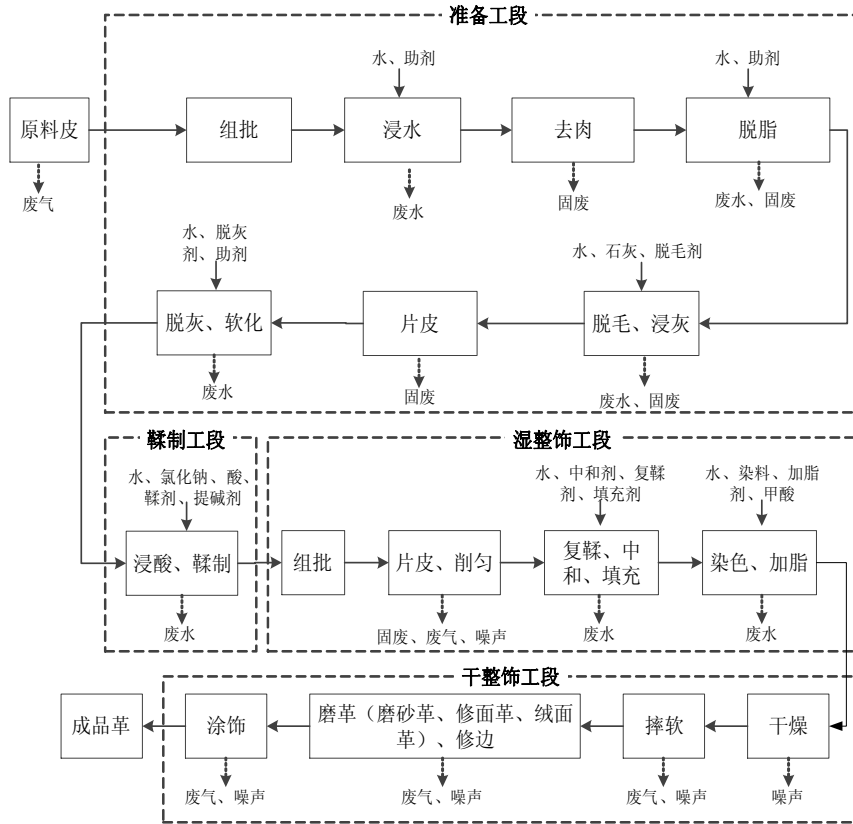 准备工段
水、助剂
水、助剂
原料皮
组批
浸水
去肉
脱脂
废气
废水
固废
废水、固废
水、脱灰
剂、助剂
水、石灰、脱毛剂
脱灰、软化
片皮
脱毛、浸灰
废水
固废
废水、固废
鞣制工段
湿整饰工段
水、氯化钠、酸、
鞣剂、提碱剂
水、中和剂、复鞣
剂、填充剂
水、染料、加脂
剂、甲酸
浸酸、鞣制
组批
片皮、削匀
复鞣、中
和、填充
染色、加脂
废水
固废、废气、噪声
废水
废水
干整饰工段
成品革
涂饰
磨革（磨砂革、修面革、绒面
革）、修边
摔软
干燥
废气、噪声
废气、噪声
废气、噪声
噪声